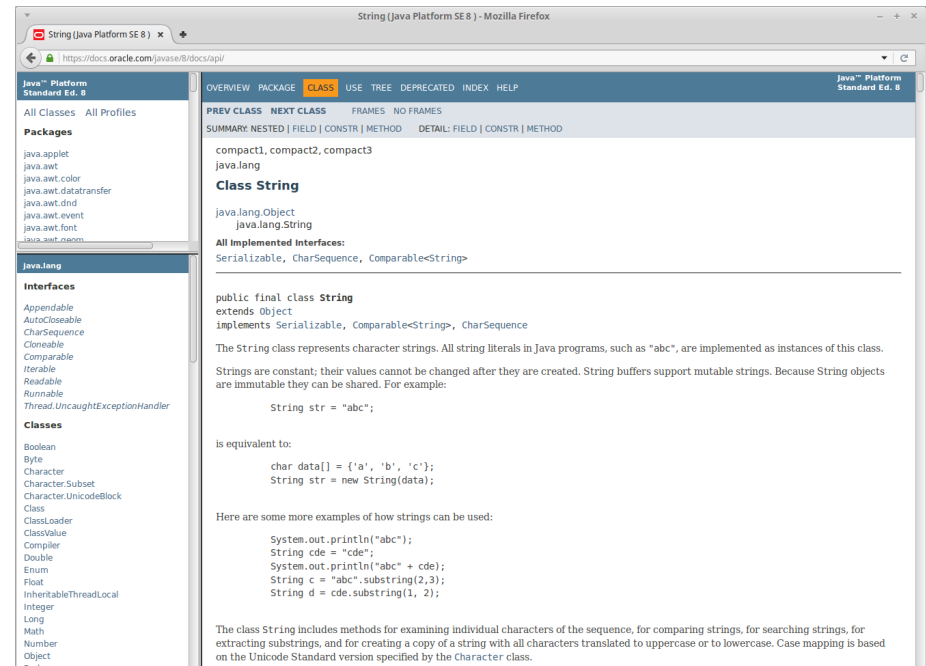 String (Java Platform SE 8 ) - Mozilla Firefox
String (Java Platform SE 8 )
https://docs.oracle.com/javase/8/docs/api/
Java™ Platform
Standard Ed. 8
All Classes All Profiles
Packages
java.applet
java.awt
java.awt.color
java.awt.datatransfer
java.awt.dnd
java.awt.event
java.awt.font
java.awt.geom
java.lang
Interfaces
Appendable
AutoCloseable
CharSequence
Cloneable
Comparable
Iterable
Readable
Runnable
Thread.UncaughtExceptionHandler
Classes
Boolean
Byte
Character
Character.Subset
Character.UnicodeBlock
Class
ClassLoader
ClassValue
Compiler
Double
Enum
Float
InheritableThreadLocal
Integer
Long
Math
Number
Object
OVERVIEW PACKAGE CLASS USE TREE DEPRECATED INDEX HELP
Java™ Platform
Standard Ed. 8
PREV CLASS NEXT CLASS FRAMES NO FRAMES
SUMMARY: NESTED | FIELD | CONSTR | METHOD DETAIL: FIELD | CONSTR | METHOD
compact1, compact2, compact3
java.lang
Class String
java.lang.Object
java.lang.String
All Implemented Interfaces:
Serializable, CharSequence, Comparable<String>
public final class String
extends Object
implements Serializable, Comparable<String>, CharSequence
The String class represents character strings. All string literals in Java programs, such as "abc", are implemented as instances of this class.
Strings are constant; their values cannot be changed after they are created. String buffers support mutable strings. Because String objects
are immutable they can be shared. For example:
String str = "abc";
is equivalent to:
char data[] = {'a', 'b', 'c'};
String str = new String(data);
Here are some more examples of how strings can be used:
System.out.println("abc");
String cde = "cde";
System.out.println("abc" + cde);
String c = "abc".substring(2,3);
String d = cde.substring(1, 2);
The class String includes methods for examining individual characters of the sequence, for comparing strings, for searching strings, for
extracting substrings, and for creating a copy of a string with all characters translated to uppercase or to lowercase. Case mapping is based
on the Unicode Standard version specified by the Character class.